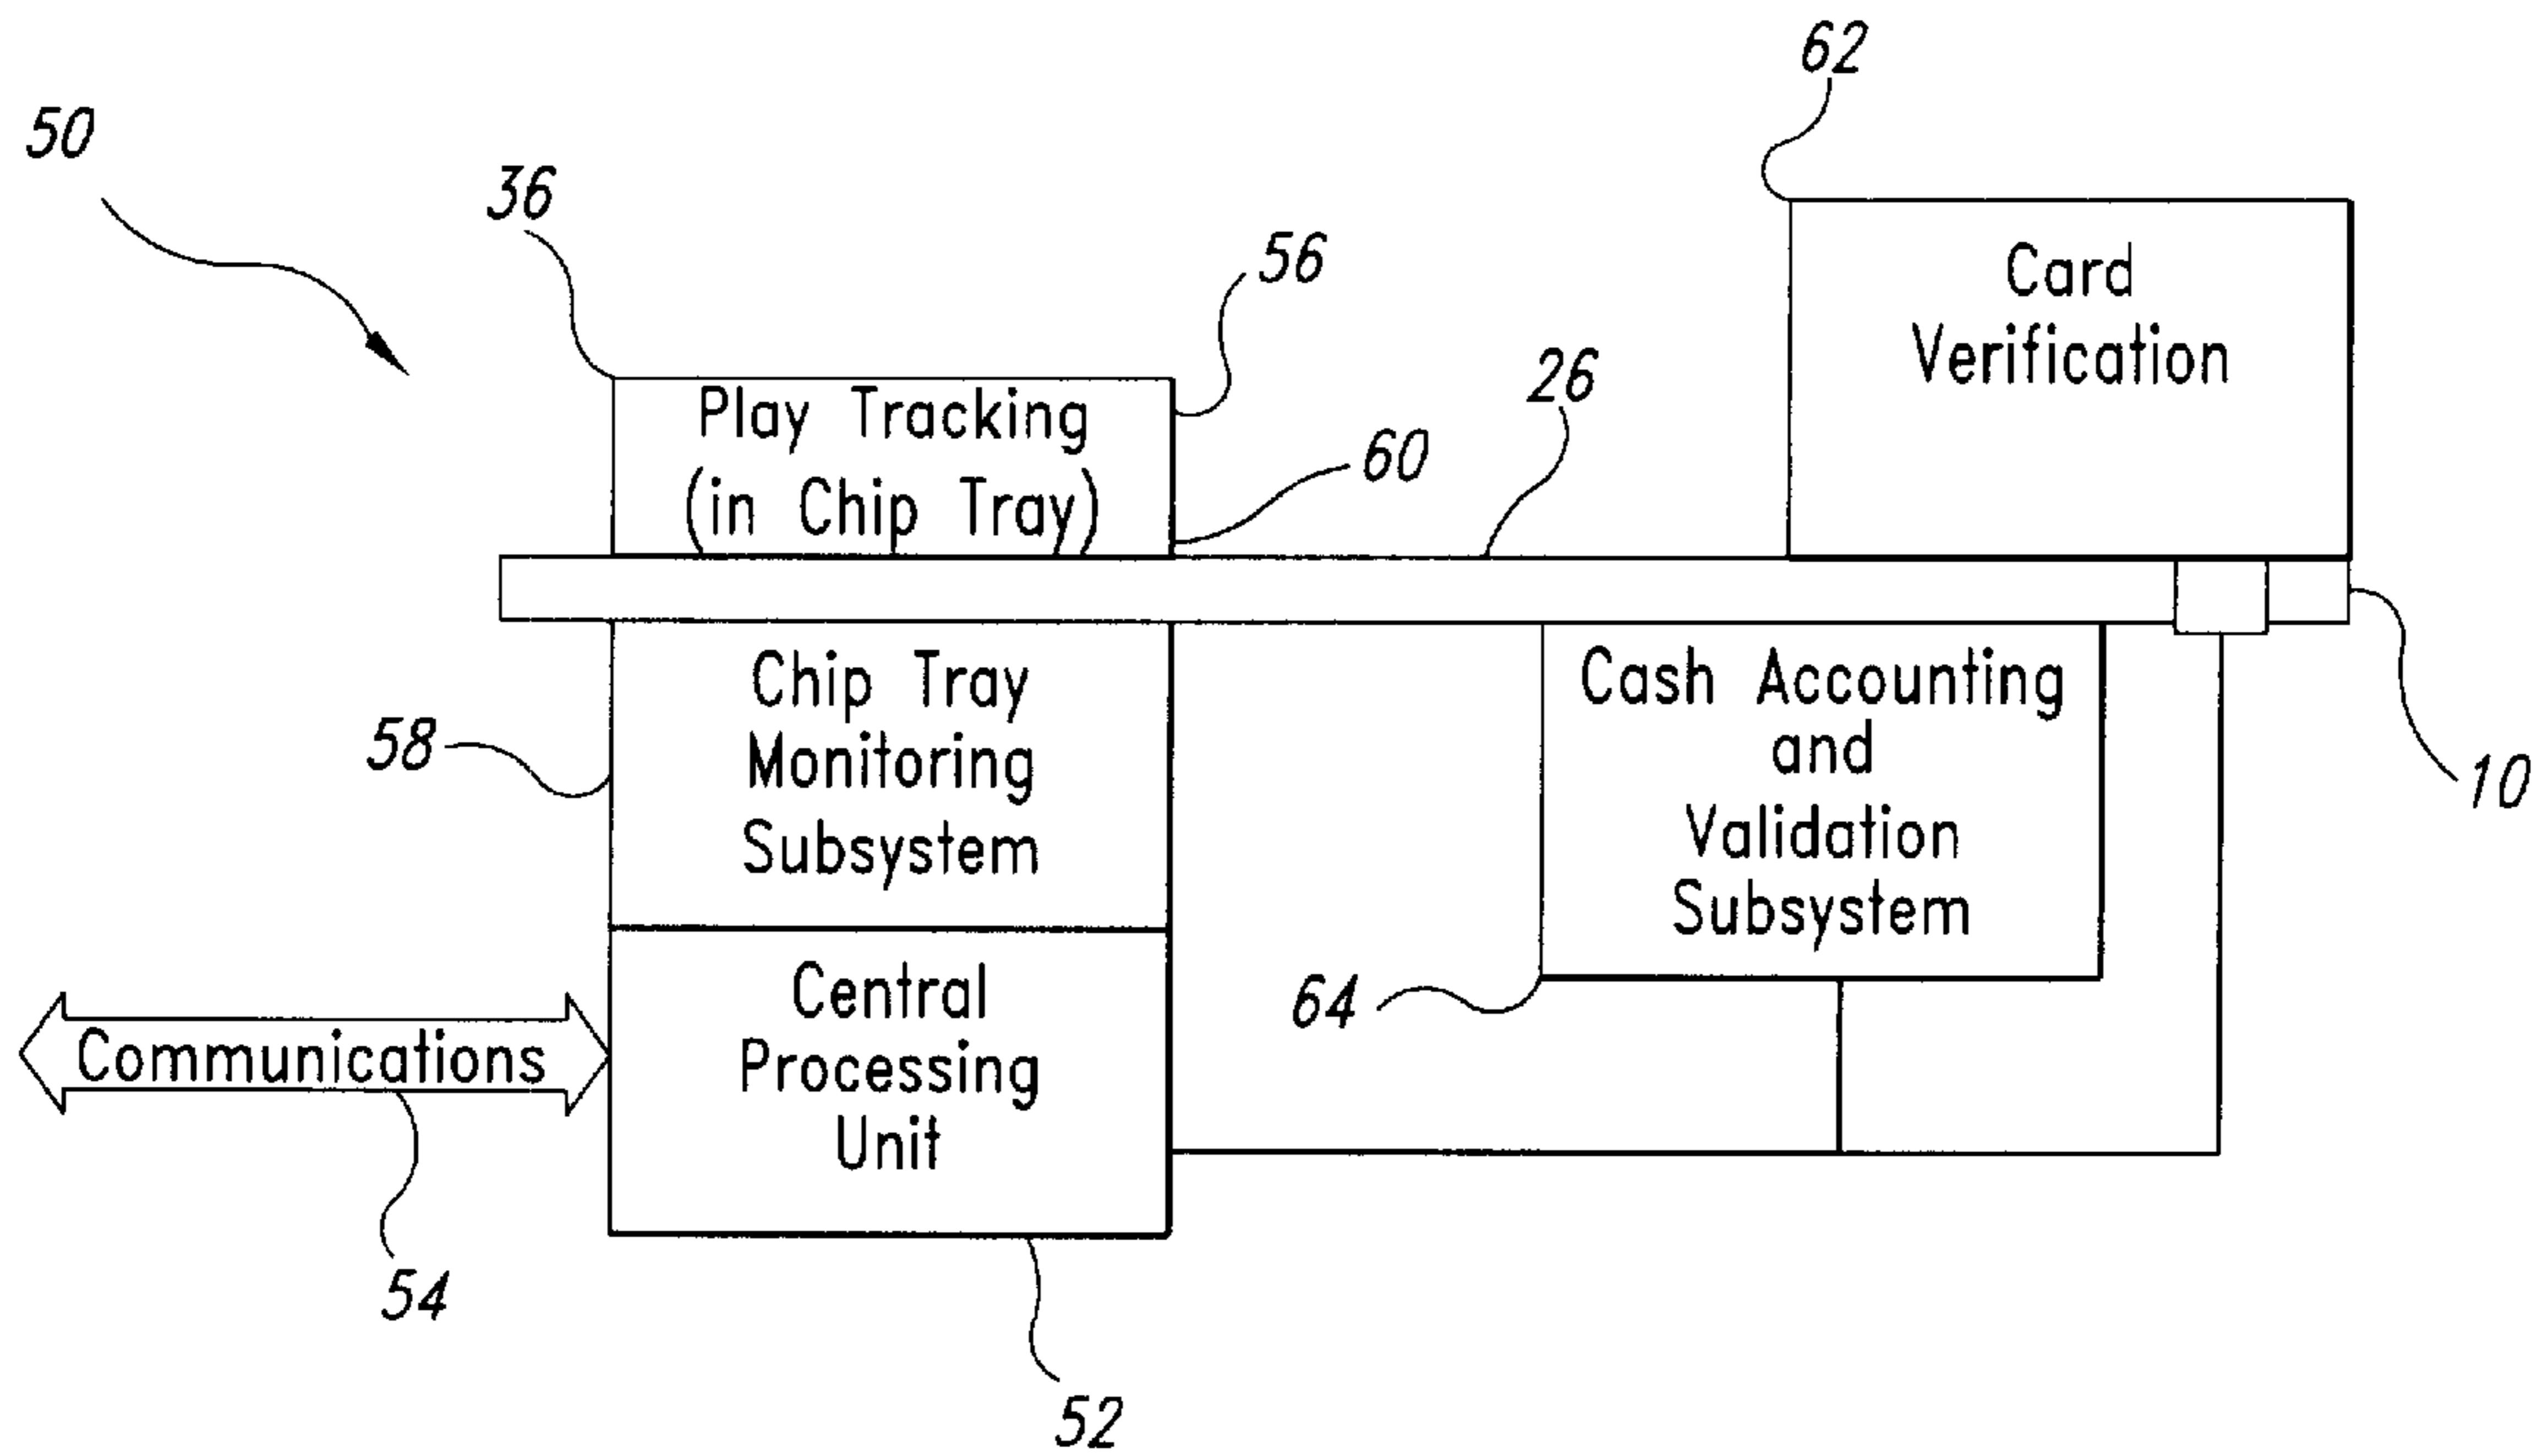 62
50
36
56
Card
Verification
26
Play Tracking
60
(in Chip Tray)
Chip Tray
Monitoring
Subsystem
58
Cash Accounting
and
Validation
Subsystem
10
Central
Processing
Unit
64
Communications
54
52